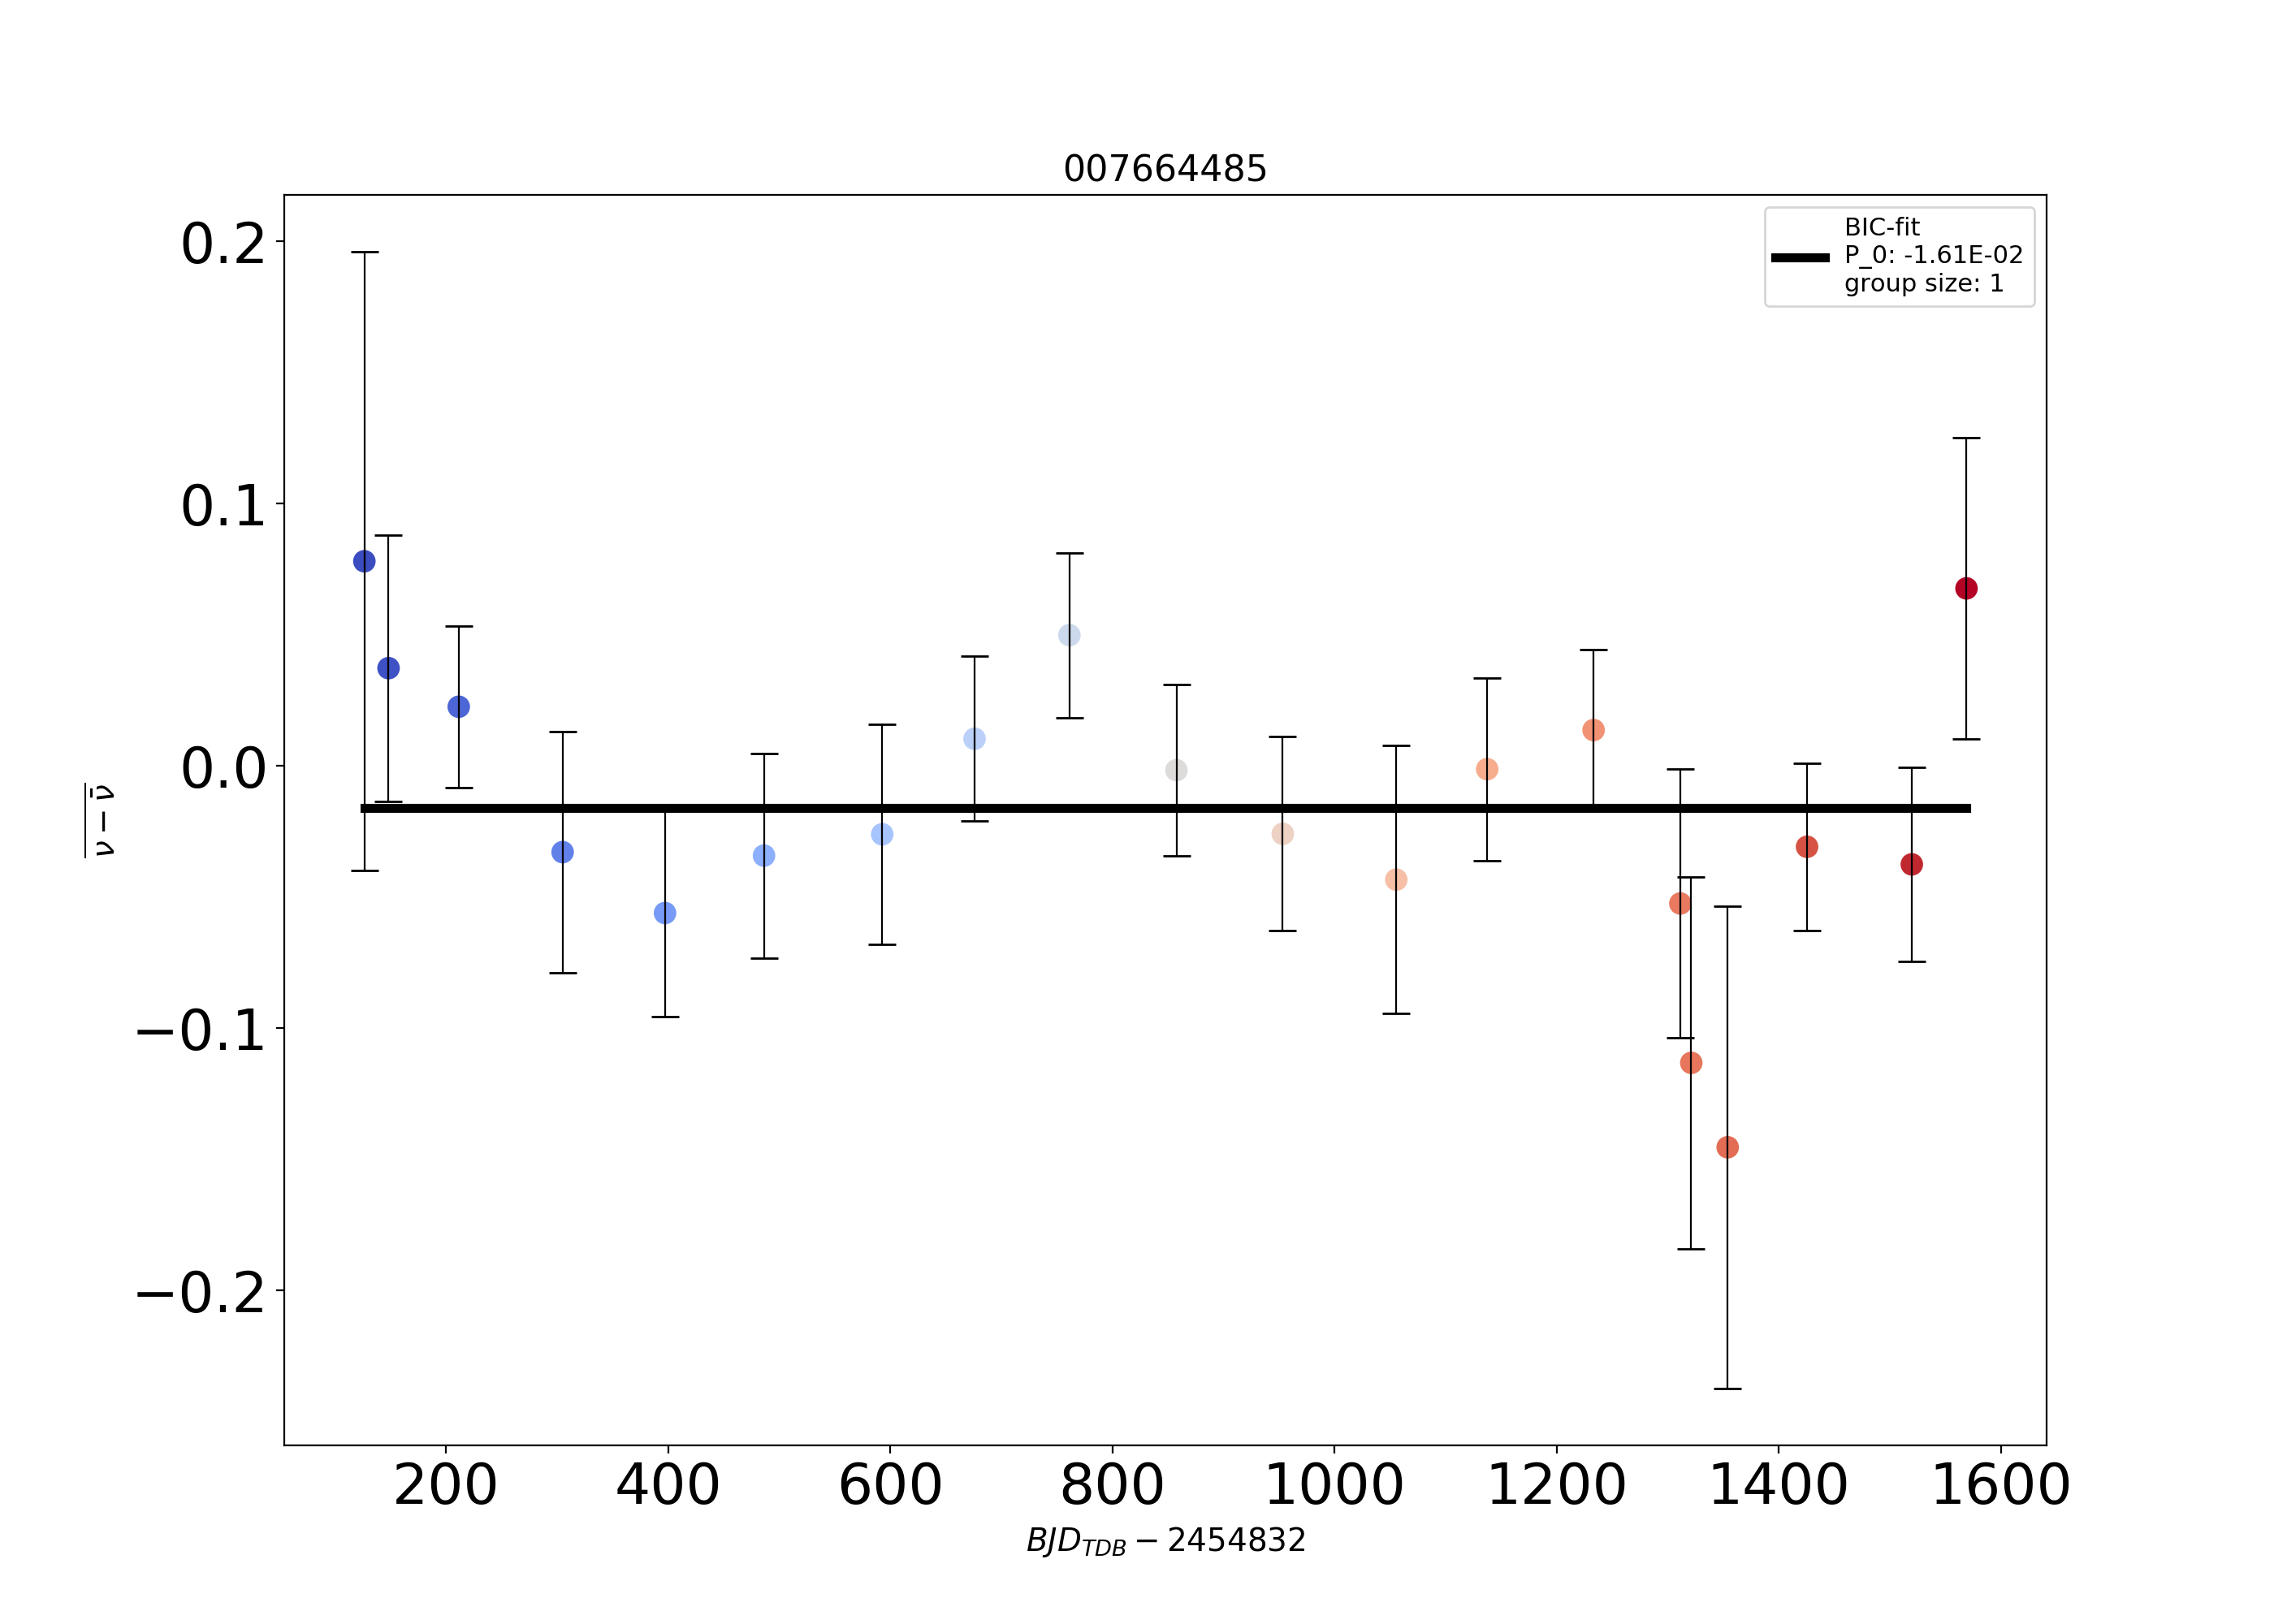 007664485
BIC-fit
P_0: -1.61E-02
group size: 1
0.2
0.1
0.0
−0.1
−0.2
ν − ν̄
200 400 600 800 1000 1200 1400 1600
BJD_TDB − 2454832